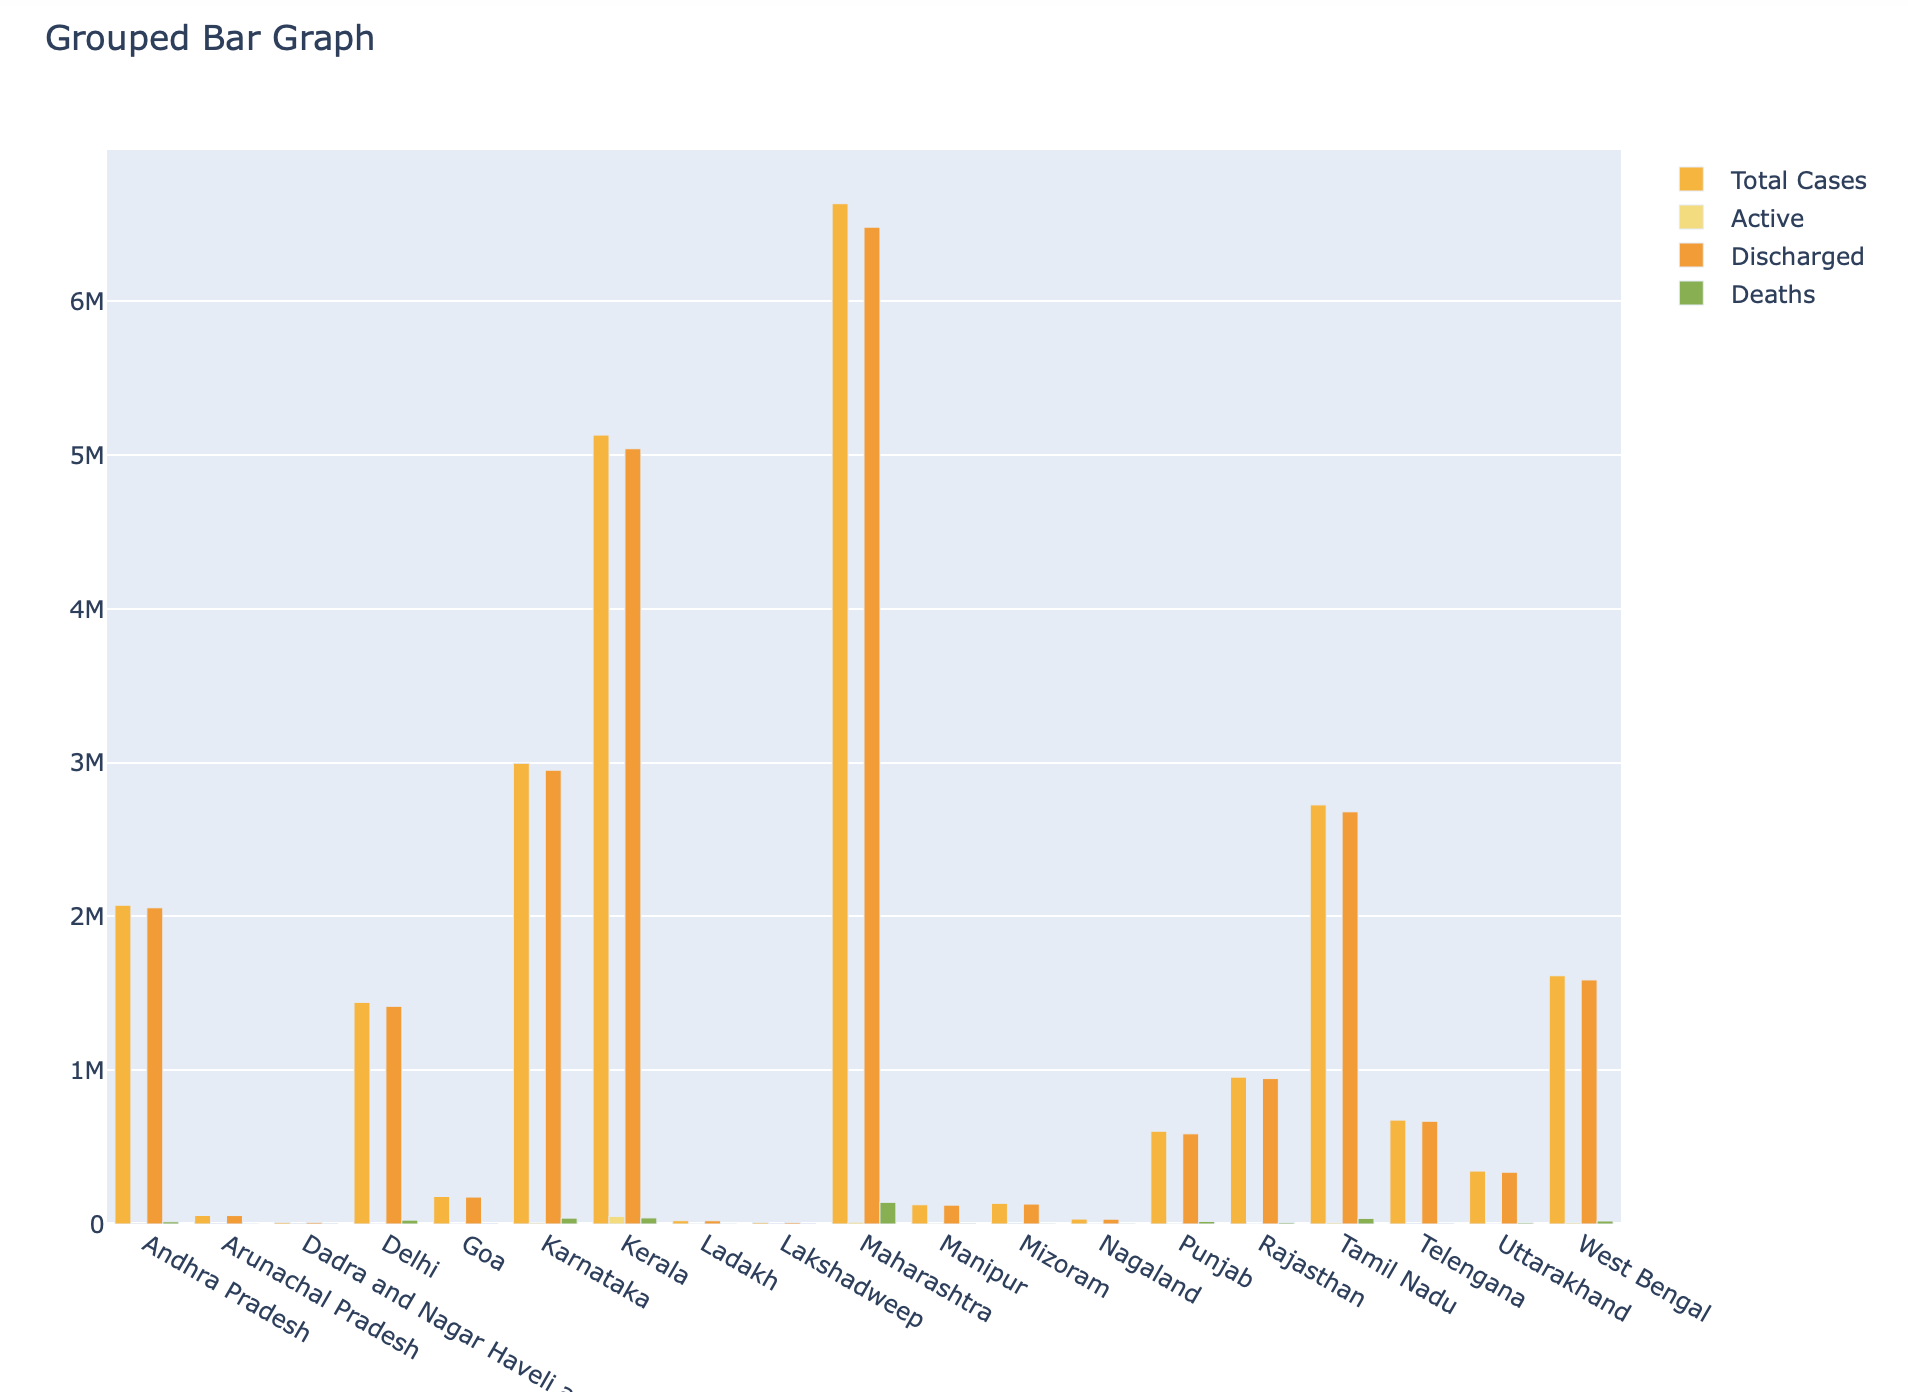 Grouped Bar Graph
Total Cases
Active
Discharged
Deaths
6M
5M
4M
3M
2M
1M
0
Andhra Pradesh
Arunachal Pradesh
Dadra and Nagar Haveli
Delhi
Goa
Karnataka
Kerala
Ladakh
Lakshadweep
Maharashtra
Manipur
Mizoram
Nagaland
Punjab
Rajasthan
Tamil Nadu
Telengana
Uttarakhand
West Bengal